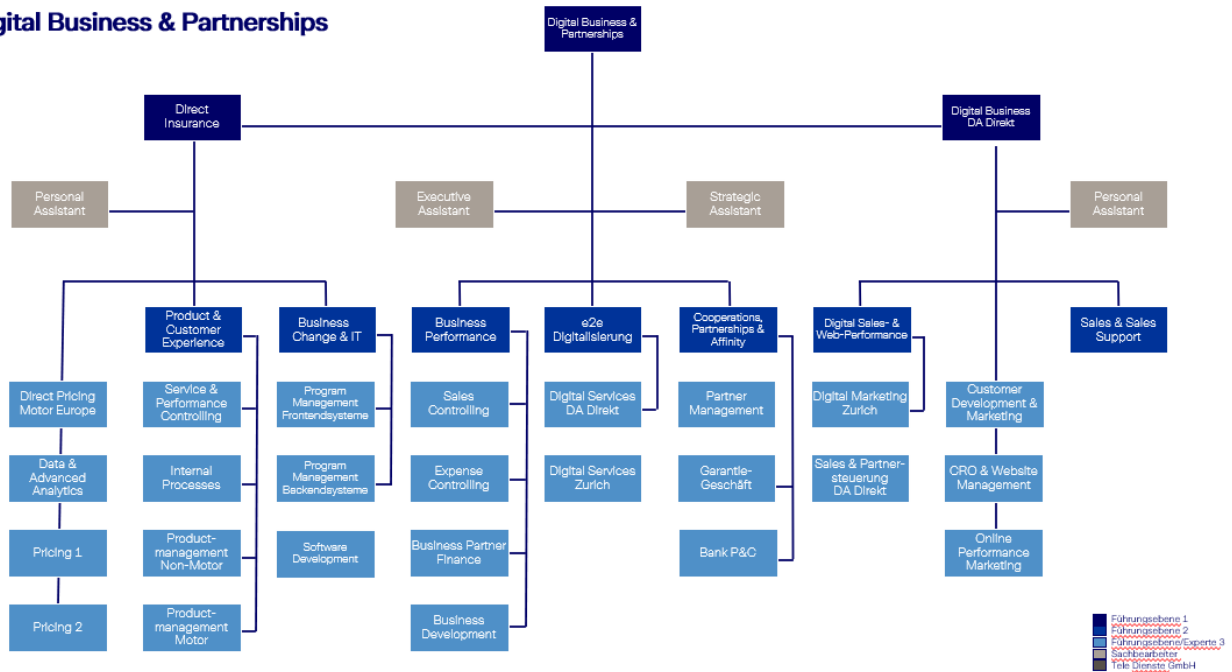 gital Business & Partnerships
Digital Business &
Partnerships
Direct
Insurance
Digital Business
DA Direkt
Personal
Assistant
Executive
Assistant
Strategic
Assistant
Personal
Assistant
Product &
Customer
Experience
Business
Change & IT
Business
Performance
e2e
Digitalisierung
Cooperations,
Partnerships &
Affinity
Digital Sales- &
Web-Performance
Sales & Sales
Support
Direct Pricing
Motor Europe
Service &
Performance
Controlling
Program
Management
Frontendsysteme
Sales
Controlling
Digital Services
DA Direkt
Partner
Management
Digital Marketing
Zurich
Customer
Development &
Marketing
Data &
Advanced
Analytics
Internal
Processes
Program
Management
Backendsysteme
Expense
Controlling
Digital Services
Zurich
Garantie-
Geschäft
Sales & Partner-
steuerung
DA Direkt
CRO & Website
Management
Pricing 1
Product-
management
Non-Motor
Software
Development
Business Partner
Finance
Bank P&C
Online
Performance
Marketing
Pricing 2
Product-
management
Motor
Business
Development
Führungsebene 1
Führungsebene 2
Führungsebene/Experte 3
Sachbearbeiter
Tele Dienste GmbH